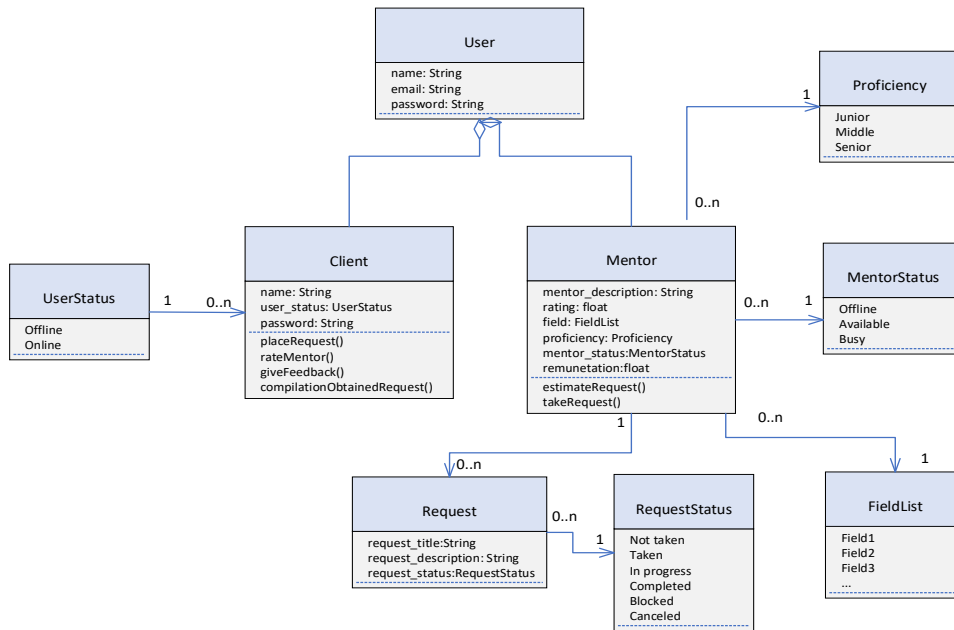 User
name: String
email: String
password: String
Proficiency
Junior
Middle
Senior
1
0..n
Client
name: String
user_status: UserStatus
password: String
placeRequest()
rateMentor()
giveFeedback()
compilationObtainedRequest()
Mentor
mentor_description: String
rating: float
field: FieldList
proficiency: Proficiency
mentor_status:MentorStatus
remunetation:float
estimateRequest()
takeRequest()
MentorStatus
Offline
Available
Busy
0..n
1
UserStatus
Offline
Online
1
0..n
1
0..n
0..n
1
Request
request_title:String
request_description: String
request_status:RequestStatus
0..n
1
RequestStatus
Not taken
Taken
In progress
Completed
Blocked
Canceled
FieldList
Field1
Field2
Field3
...